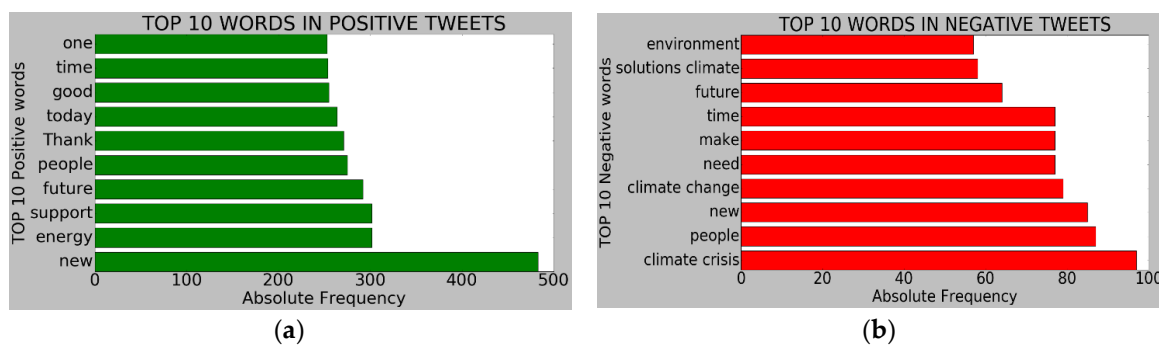 TOP 10 WORDS IN POSITIVE TWEETS
TOP 10 Positive words
one
time
good
today
Thank
people
future
support
energy
new
0 100 200 300 400 500
Absolute Frequency
(a)
TOP 10 WORDS IN NEGATIVE TWEETS
TOP 10 Negative words
environment
solutions climate
future
time
make
need
climate change
new
people
climate crisis
0 20 40 60 80 100
Absolute Frequency
(b)